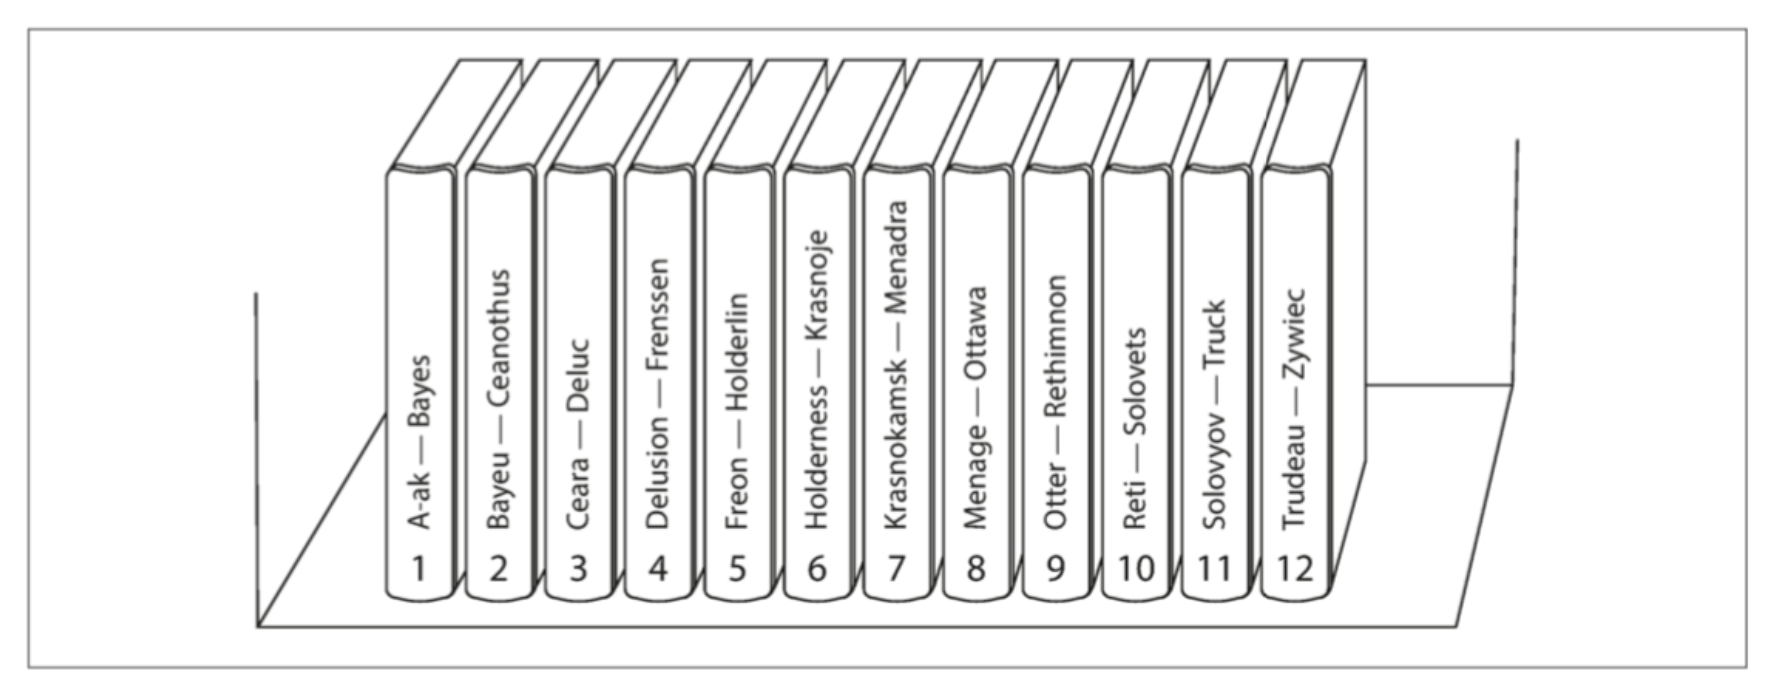 A-ak — Bayes
1
Bayeu — Ceanothus
2
Ceara — Deluc
3
Delusion — Frenssen
4
Freon — Holderlin
5
Holderness — Krasnoje
6
Krasnokamsk — Menadra
7
Menage — Ottawa
8
Otter — Rethimnon
9
Reti — Solovets
10
Solovyov — Truck
11
Trudeau — Zywiec
12